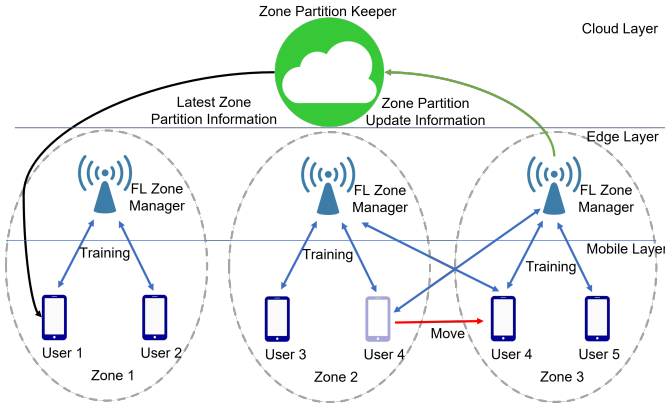 Zone Partition Keeper
Cloud Layer
Latest Zone
Partition Information
Zone Partition
Update Information
Edge Layer
FL Zone
Manager
FL Zone
Manager
FL Zone
Manager
Training
Training
Training
Mobile Layer
User 1
User 2
User 3
User 4
Move
User 4
User 5
Zone 1
Zone 2
Zone 3